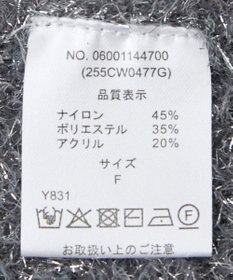 NO. 06001144700
(255CW0477G)
品質表示
ナイロン 45%
ポリエステル 35%
アクリル 20%
サイズ
F
Y831
お取扱い上のご注意